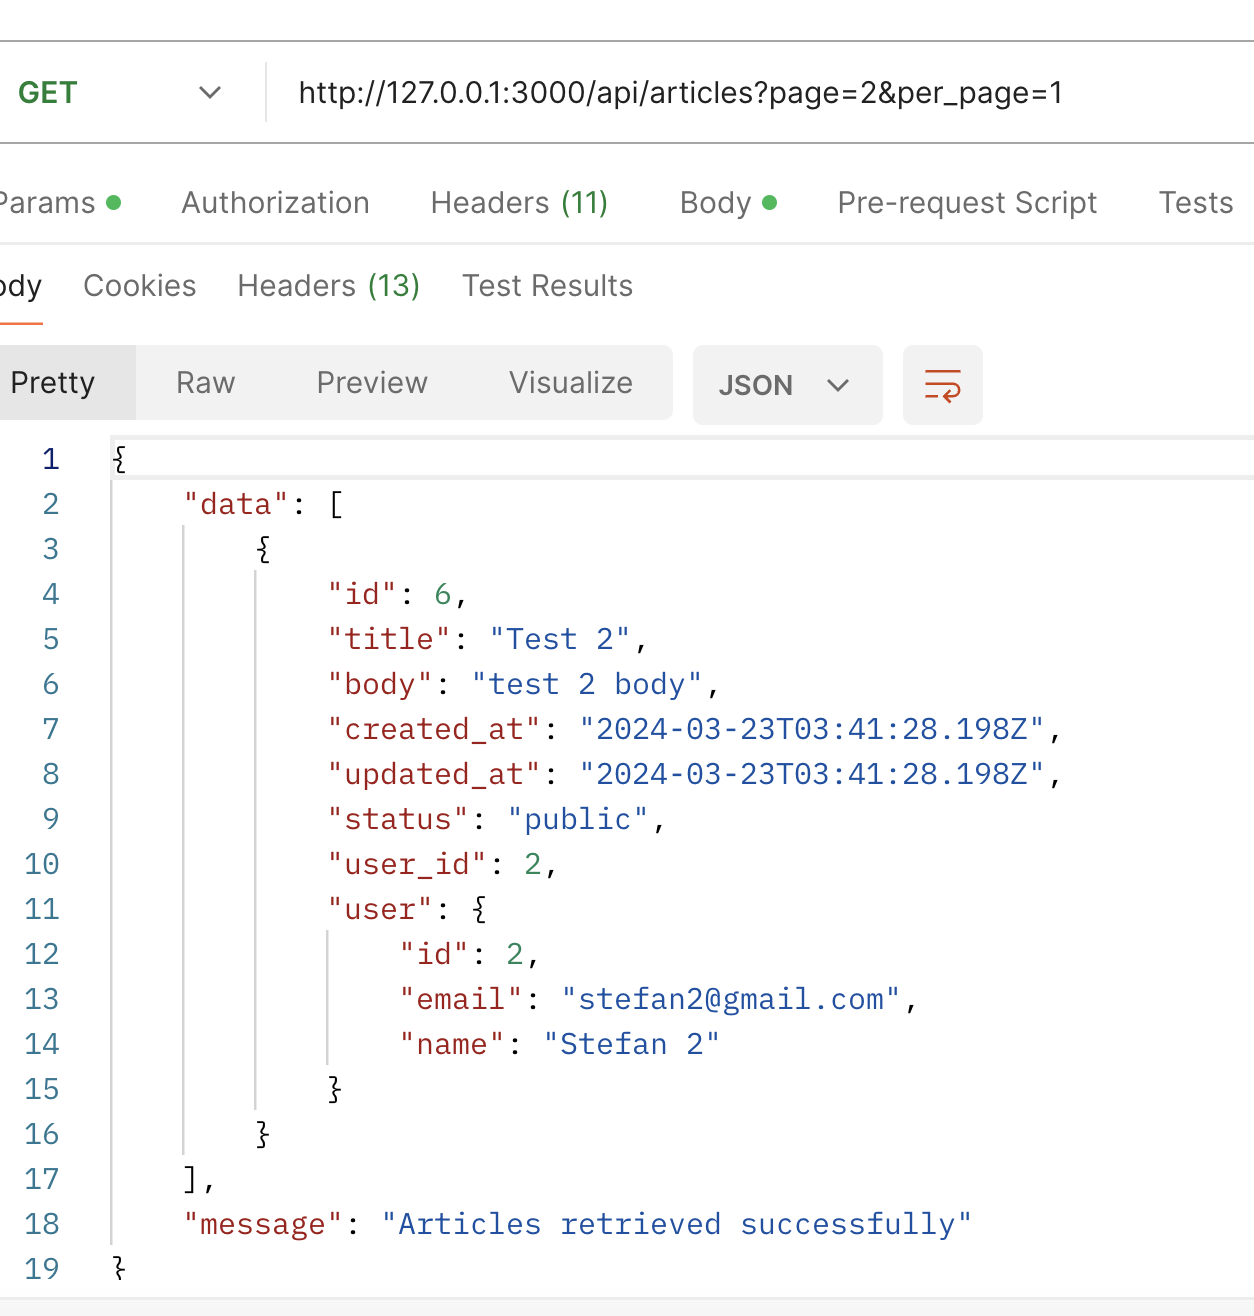 GET http://127.0.0.1:3000/api/articles?page=2&per_page=1
Params Authorization Headers (11) Body Pre-request Script Tests
ody Cookies Headers (13) Test Results
Pretty Raw Preview Visualize JSON
1 {
2 "data": [
3 {
4 "id": 6,
5 "title": "Test 2",
6 "body": "test 2 body",
7 "created_at": "2024-03-23T03:41:28.198Z",
8 "updated_at": "2024-03-23T03:41:28.198Z",
9 "status": "public",
10 "user_id": 2,
11 "user": {
12 "id": 2,
13 "email": "stefan2@gmail.com",
14 "name": "Stefan 2"
15 }
16 }
17 ],
18 "message": "Articles retrieved successfully"
19 }